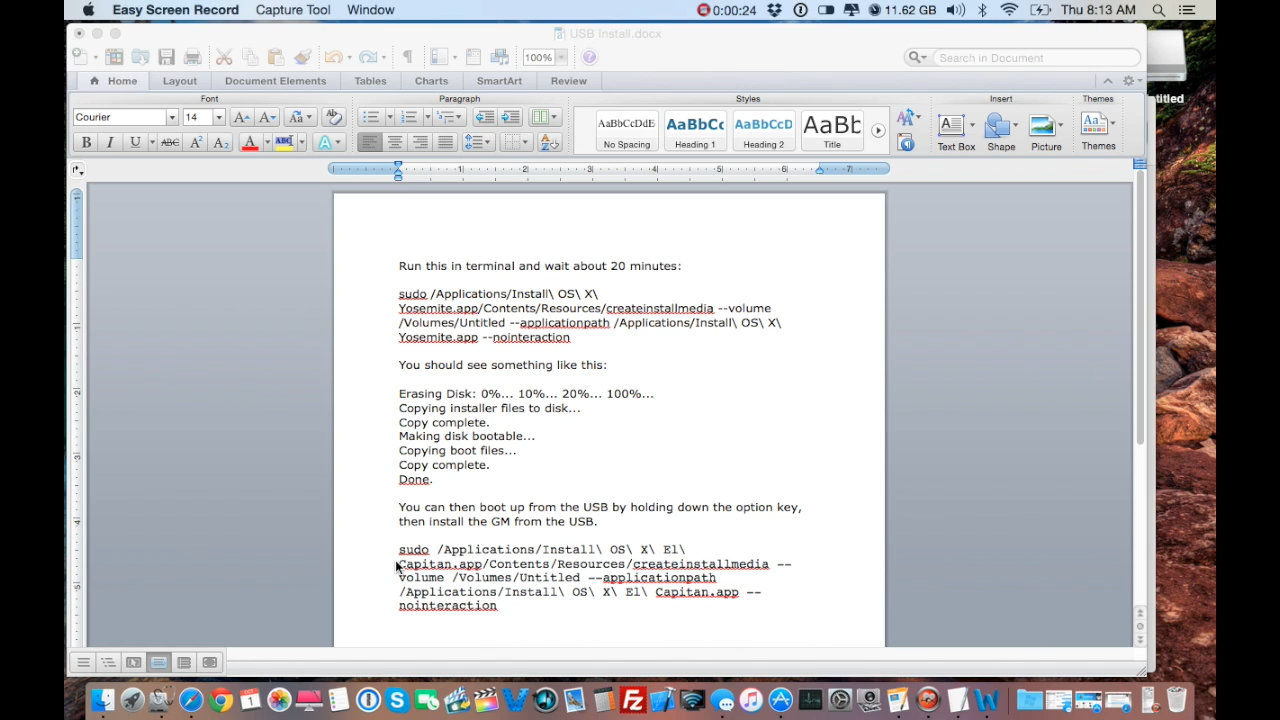 Easy Screen Record Capture Tool Window 0:00:24 11.62 GB Thu 8:13 AM
USB Install.docx
100% Search in Document
Home Layout Document Elements Tables Charts SmartArt Review
Font Paragraph Styles Insert Themes
Courier 14
AaBbCcDdE AaBbCc AaBbCcD AaBb
No Spacing Heading 1 Heading 2 Title Text Box Shape Picture Themes
Run this in terminal and wait about 20 minutes:
sudo /Applications/Install\ OS\ X\
Yosemite.app/Contents/Resources/createinstallmedia --volume
/Volumes/Untitled --applicationpath /Applications/Install\ OS\ X\
Yosemite.app --nointeraction
You should see something like this:
Erasing Disk: 0%... 10%... 20%... 100%...
Copying installer files to disk...
Copy complete.
Making disk bootable...
Copying boot files...
Copy complete.
Done.
You can then boot up from the USB by holding down the option key,
then install the GM from the USB.
sudo /Applications/Install\ OS\ X\ El\
Capitan.app/Contents/Resources/createinstallmedia --
volume /Volumes/Untitled --applicationpath
/Applications/Install\ OS\ X\ El\ Capitan.app --
nointeraction